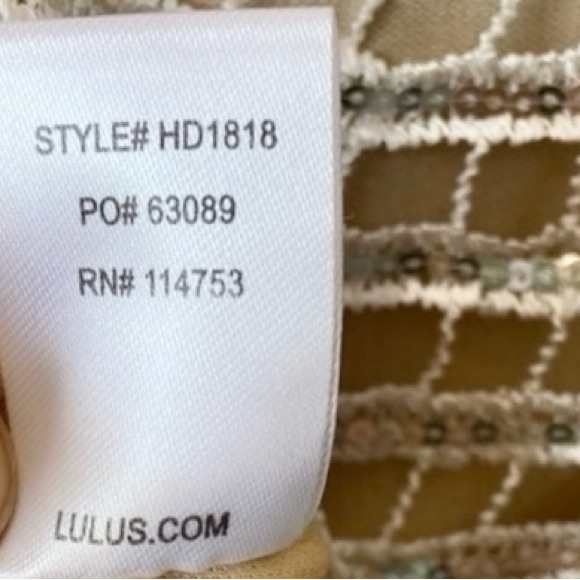 STYLE# HD1818
PO# 63089
RN# 114753
LULUS.COM